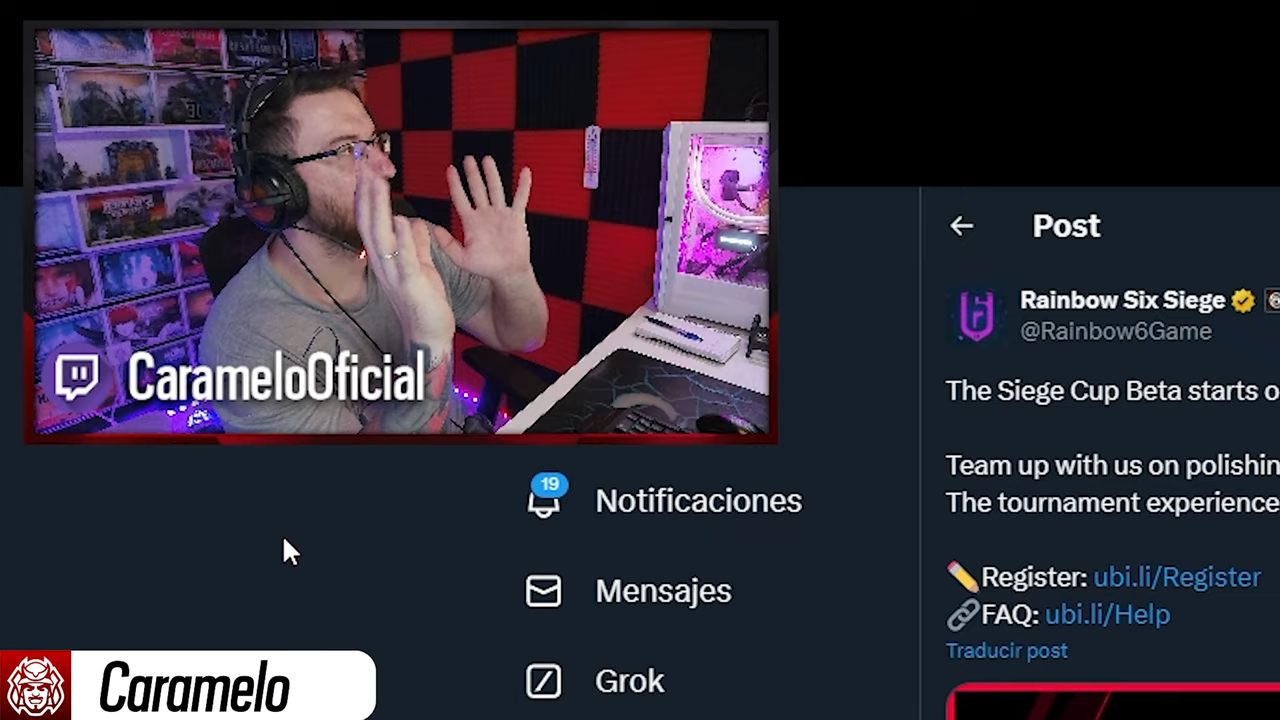 CarameloOficial
19
Notificaciones
Mensajes
Grok
Caramelo
Post
Rainbow Six Siege
@Rainbow6Game
The Siege Cup Beta starts
Team up with us on
The tournament experience
Register: ubi.li/Register
FAQ: ubi.li/Help
Traducir post